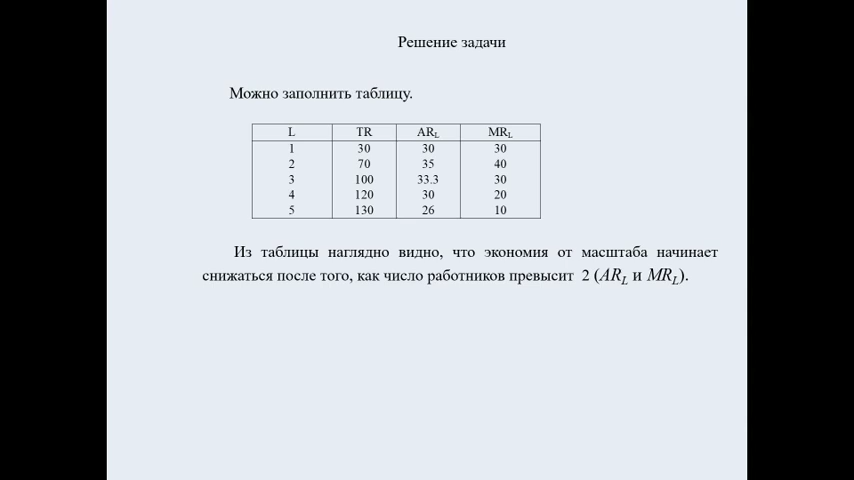 Решение задачи
Можно заполнить таблицу.
L TR AR_L MR_L
1 30 30 30
2 70 35 40
3 100 33.3 30
4 120 30 20
5 130 26 10
Из таблицы наглядно видно, что экономия от масштаба начинает
снижаться после того, как число работников превысит 2 (AR_L и MR_L).